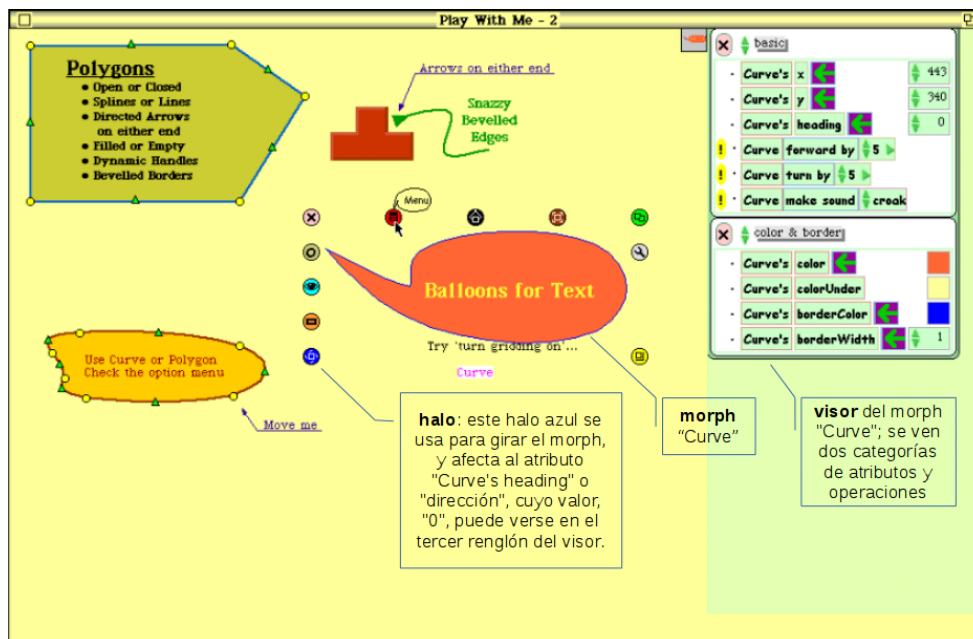 Play With Me - 2
Polygons
• Open or Closed
• Splines or Lines
• Directed Arrows
on either end
• Filled or Empty
• Dynamic Handles
• Bevelled Borders
Arrows on either end
Snazzy
Bevelled
Edges
Menu
Balloons for Text
Try 'turn gridding on'...
Curve
Use Curve or Polygon
Check the option menu
Move me
basic
Curve's x 443
Curve's y 340
Curve's heading 0
! Curve forward by 5
! Curve turn by 5
! Curve make sound croak
color & border
Curve's color
Curve's colorUnder
Curve's borderColor
Curve's borderWidth 1
halo: este halo azul se
usa para girar el morph,
y afecta al atributo
"Curve's heading" o
"dirección", cuyo valor,
"0", puede verse en el
tercer renglón del visor.
morph
“Curve”
visor del morph
"Curve"; se ven
dos categorías
de atributos y
operaciones